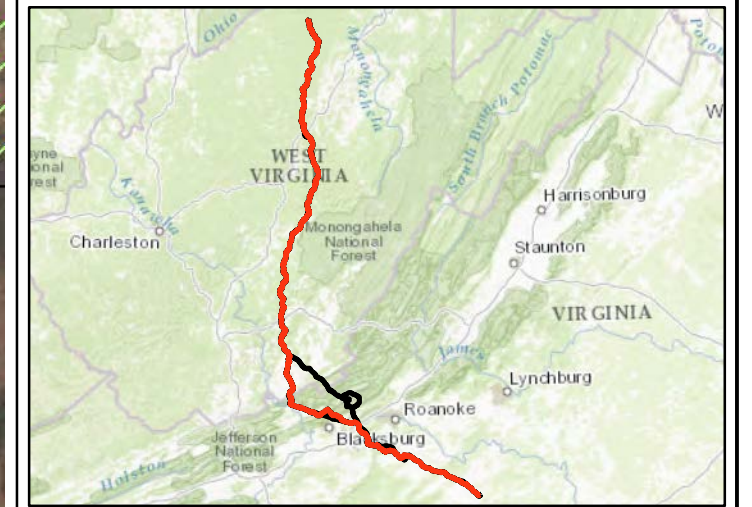 Ohio
Monongahela
South Branch Potomac
WEST
VIRGINIA
Kanawha
Charleston
Monongahela
National
Forest
Harrisonburg
Staunton
VIRGINIA
James
Lynchburg
Roanoke
Blacksburg
Jefferson
National
Forest
Holston